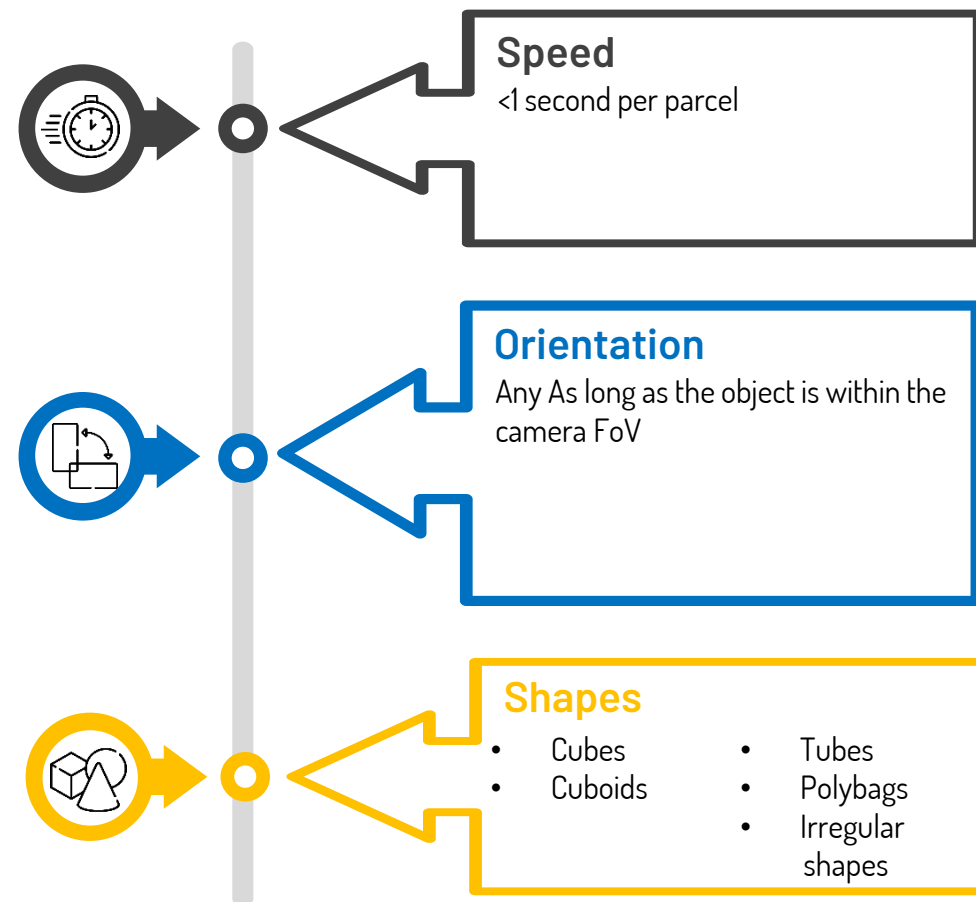 Speed
<1 second per parcel
Orientation
Any As long as the object is within the
camera FoV
Shapes
• Cubes
• Cuboids
• Tubes
• Polybags
• Irregular
shapes